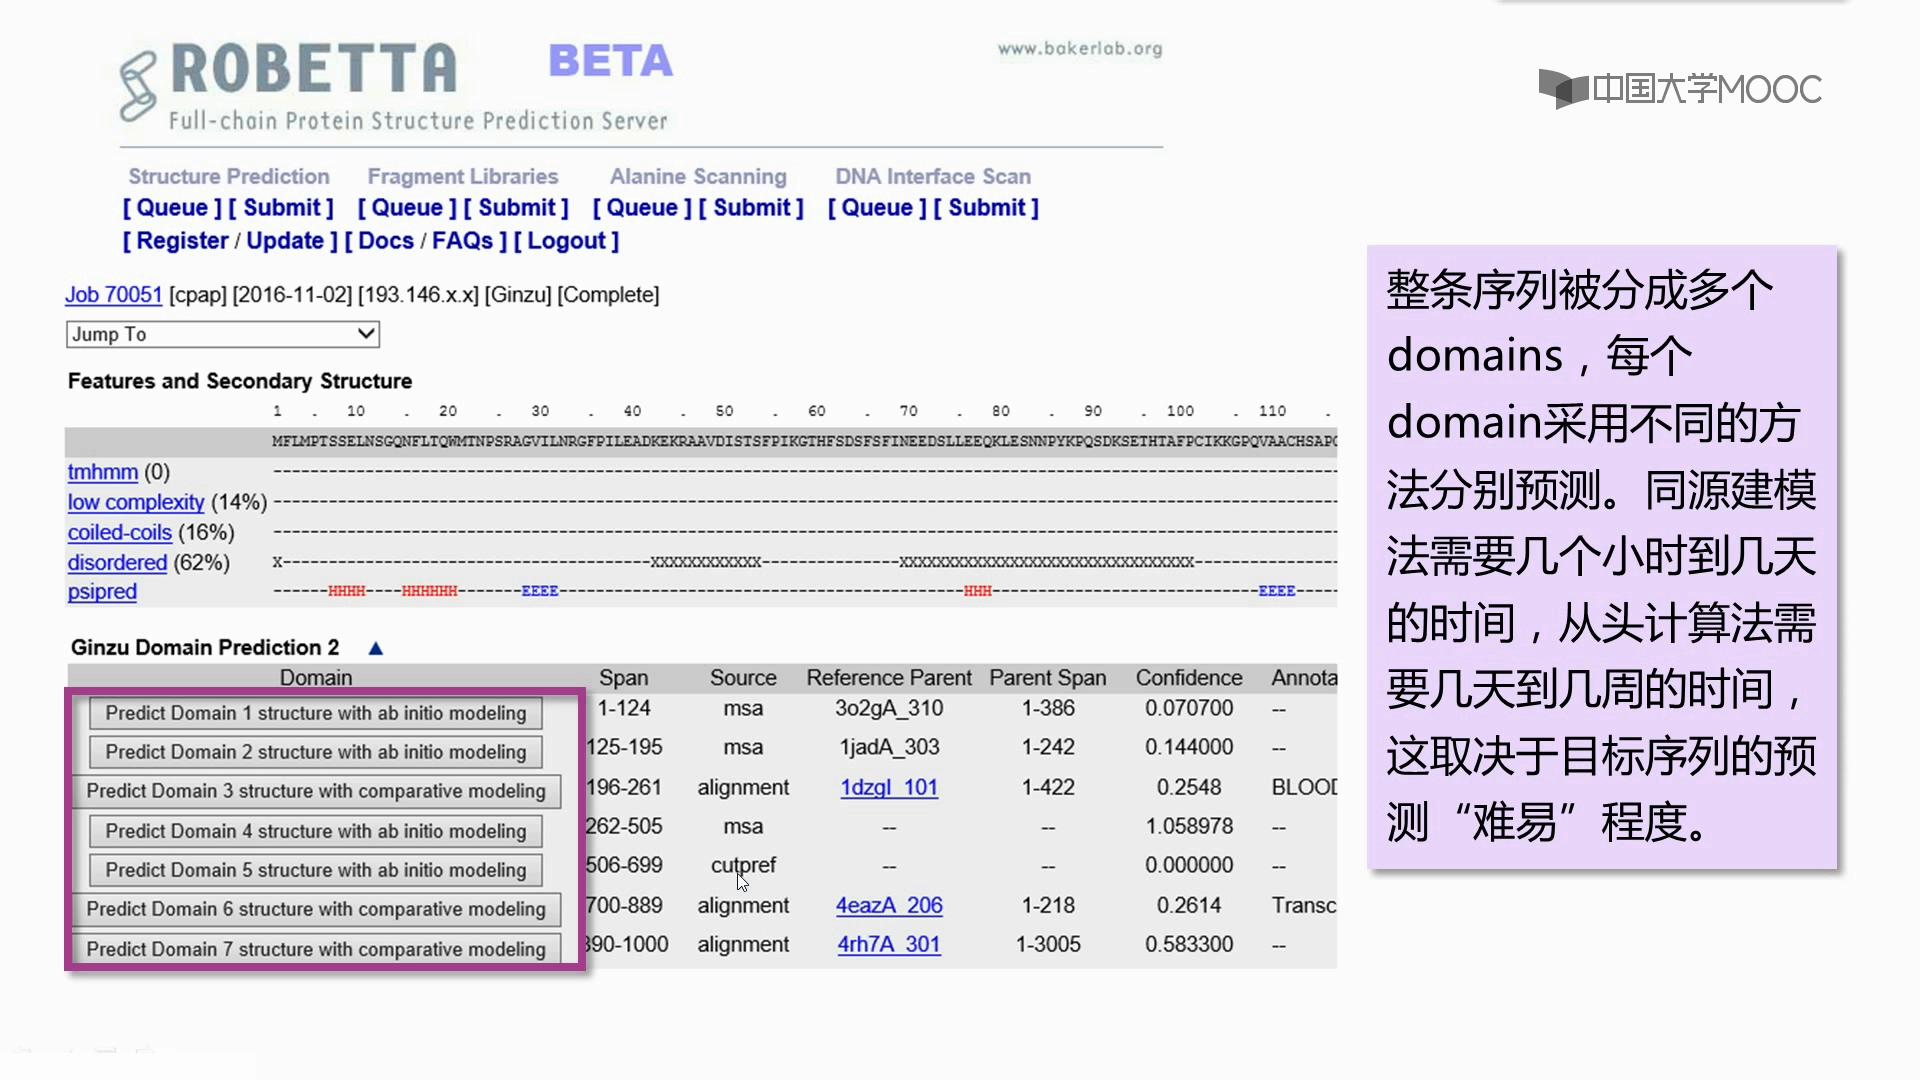 ROBETTA BETA www.bakerlab.org
中国大学MOOC
Full-chain Protein Structure Prediction Server
Structure Prediction Fragment Libraries Alanine Scanning DNA Interface Scan
[ Queue ] [ Submit ] [ Queue ] [ Submit ] [ Queue ] [ Submit ] [ Queue ] [ Submit ]
[ Register / Update ] [ Docs / FAQs ] [ Logout ]
Job 70051 [cpap] [2016-11-02] [193.146.x.x] [Ginzu] [Complete]
Jump To
Features and Secondary Structure
1 . 10 . 20 . 30 . 40 . 50 . 60 . 70 . 80 . 90 . 100 . 110 .
MFLMPTSSELNSGQNFLTQWMTNPSRAGVILNRGFPILEADKEKRAAVDISTSFPIKGTHFSDSFSFINEEDSLLEEQKLESNNPYKPQSDKSETHTAFPCIKKGPQVAACHSAP
tmhmm (0)
low complexity (14%)
coiled-coils (16%)
disordered (62%) X------------------------------------------XXXXXXXXXXXX---------------XXXXXXXXXXXXXXXXXXXXXXXXXXXXXXXX----------------
psipred ------HHHH----HHHHHH-------EEEE--------------------------------------------HHH-----------------------------EEEE-----
Ginzu Domain Prediction 2 ▲
Domain Span Source Reference Parent Parent Span Confidence Annota
Predict Domain 1 structure with ab initio modeling 1-124 msa 3o2gA_310 1-386 0.070700 --
Predict Domain 2 structure with ab initio modeling 125-195 msa 1jadA_303 1-242 0.144000 --
Predict Domain 3 structure with comparative modeling 196-261 alignment 1dzgI_101 1-422 0.2548 BLOOD
Predict Domain 4 structure with ab initio modeling 262-505 msa -- -- 1.058978 --
Predict Domain 5 structure with ab initio modeling 506-699 cutpref -- -- 0.000000 --
Predict Domain 6 structure with comparative modeling 700-889 alignment 4eazA_206 1-218 0.2614 Transc
Predict Domain 7 structure with comparative modeling 890-1000 alignment 4rh7A_301 1-3005 0.583300 --
整条序列被分成多个
domains，每个
domain采用不同的方
法分别预测。同源建模
法需要几个小时到几天
的时间，从头计算法需
要几天到几周的时间，
这取决于目标序列的预
测“难易”程度。